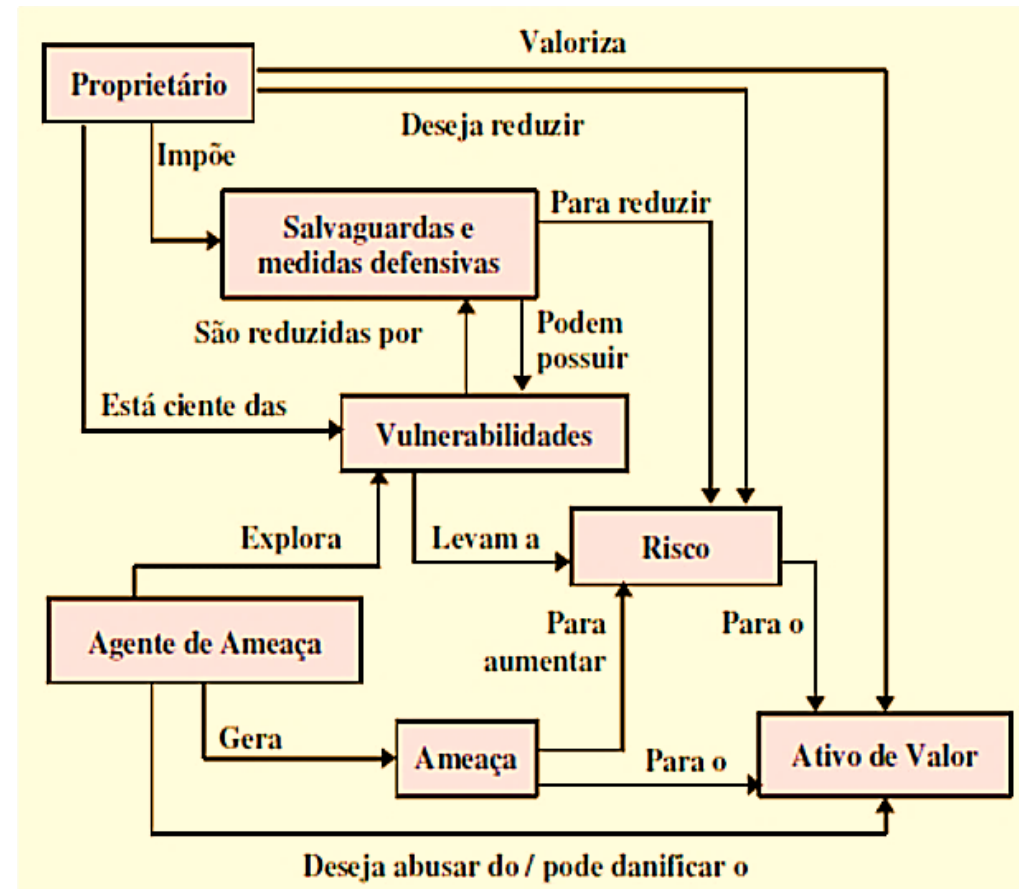 Valoriza
Proprietário
Deseja reduzir
Impõe
Para reduzir
Salvaguardas e
medidas defensivas
São reduzidas por
Podem
possuir
Está ciente das
Vulnerabilidades
Explora
Levam a
Risco
Agente de Ameaça
Para
aumentar
Para o
Gera
Ameaça
Para o
Ativo de Valor
Deseja abusar do / pode danificar o